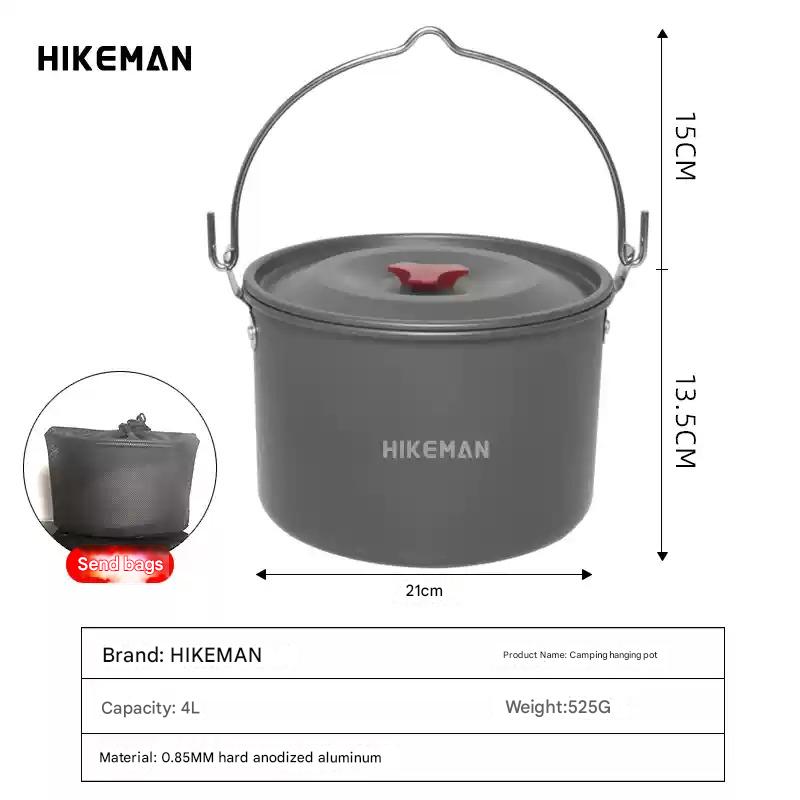 HIKEMAN
15CM
HIKEMAN
13.5CM
Send bags
21cm
Brand: HIKEMAN
Product Name: Camping hanging pot
Capacity: 4L
Weight:525G
Material: 0.85MM hard anodized aluminum